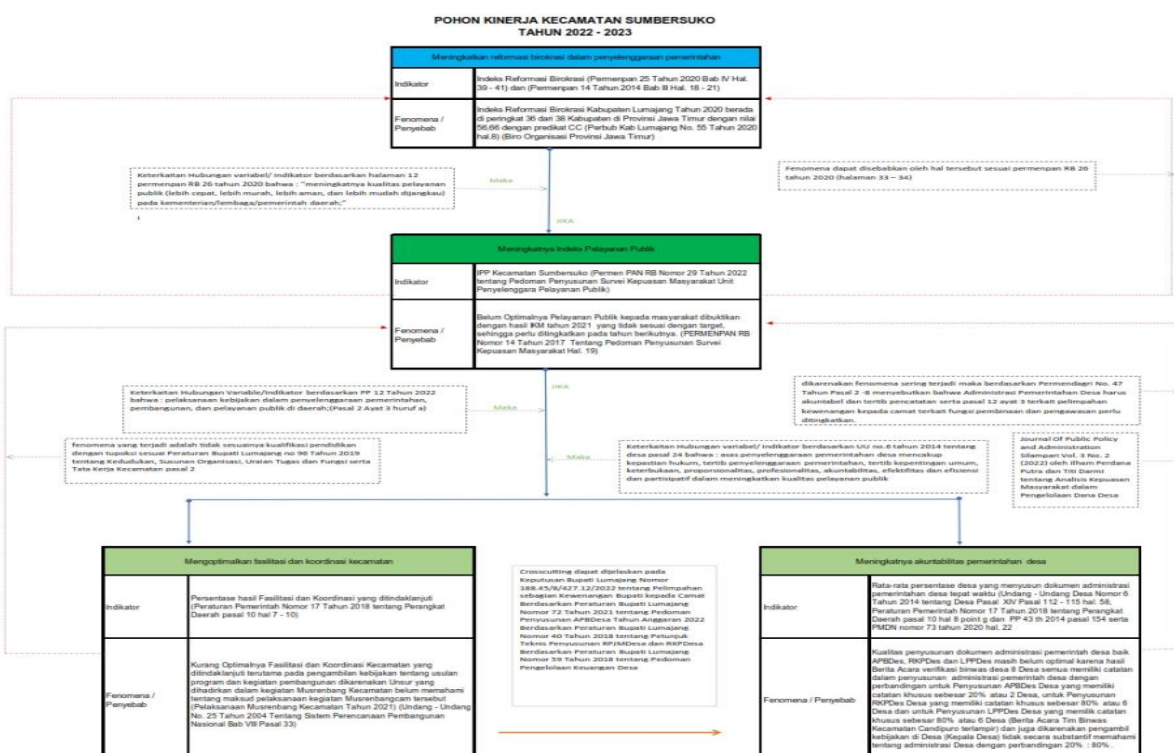 POHON KINERJA KECAMATAN SUMBERSUKO
TAHUN 2022 - 2023
Meningkatkan reformasi birokrasi dalam penyelenggaraan pemerintahan
Indikator
Indeks Reformasi Birokrasi (Permenpan 25 Tahun 2020 Bab IV Hal.
39 - 41) dan (Permenpan 14 Tahun 2014 Bab III Hal. 18 - 21)
Fenomena /
Penyebab
Indeks Reformasi Birokrasi Kabupaten Lumajang Tahun 2020 berada
di peringkat 36 dari 38 Kabupaten di Provinsi Jawa Timur dengan nilai
56,66 dengan predikat CC (Perbub Kab Lumajang No. 55 Tahun 2020
hal.8) (Biro Organisasi Provinsi Jawa Timur)
Keterkaitan Hubungan variabel/ Indikator berdasarkan halaman 12
permenpan RB 26 tahun 2020 bahwa : "meningkatnya kualitas pelayanan
publik (lebih cepat, lebih murah, lebih aman, dan lebih mudah dijangkau)
pada kementerian/lembaga/pemerintah daerah;"
Maka
Fenomena dapat disebabkan oleh hal tersebut sesuai permenpan RB 26
tahun 2020 (halaman 33 – 34)
JIKA
Meningkatnya Indeks Pelayanan Publik
Indikator
IPP Kecamatan Sumbersuko (Permen PAN RB Nomor 29 Tahun 2022
tentang Pedoman Penyusunan Survei Kepuasan Masyarakat Unit
Penyelenggara Pelayanan Publik)
Fenomena /
Penyebab
Belum Optimalnya Pelayanan Publik kepada masyarakat dibuktikan
dengan hasil IKM tahun 2021 yang tidak sesuai dengan target,
sehingga perlu ditingkatkan pada tahun berikutnya. (PERMENPAN RB
Nomor 14 Tahun 2017 Tentang Pedoman Penyusunan Survei
Kepuasan Masyarakat Hal. 19)
Keterkaitan Hubungan Variable/Indikator berdasarkan PP 12 Tahun 2022
bahwa : pelaksanaan kebijakan dalam penyelenggaraan pemerintahan,
pembangunan, dan pelayanan publik di daerah;(Pasal 2 Ayat 3 huruf a)
JIKA
Maka
dikarenakan fenomena sering terjadi maka berdasarkan Permendagri No. 47
Tahun Pasal 2 -8 menyebutkan bahwa Administrasi Pemerintahan Desa harus
akuntabel dan tertib pencatatan serta pasal 12 ayat 3 terkait pelimpahan
kewenangan kepada camat terkait fungsi pembinaan dan pengawasan perlu
ditingkatkan.
fenomena yang terjadi adalah tidak sesuainya kualifikasi pendidikan
dengan tupoksi sesuai Peraturan Bupati Lumajang no 96 Tahun 2019
tentang Kedudukan, Susunan Organisasi, Uraian Tugas dan Fungsi serta
Tata Kerja Kecamatan pasal 2
Maka
Keterkaitan Hubungan variabel/ Indikator berdasarkan UU no.6 tahun 2014 tentang
desa pasal 24 bahwa : asas penyelenggaraan pemerintahan desa mencakup
kepastian hukum, tertib penyelenggaraan pemerintahan, tertib kepentingan umum,
keterbukaan, proporsionalitas, profesionalitas, akuntabilitas, efektifitas dan efisiensi
dan partisipatif dalam meningkatkan kualitas pelayanan publik
Journal Of Public Policy
and Administration
Silampari Vol. 3 No. 2
(2022) oleh Ilham Perdana
Putra dan Titi Darmi
tentang Analisis Kepuasan
Masyarakat dalam
Pengelolaan Dana Desa
Mengoptimalkan fasilitasi dan koordinasi kecamatan
Indikator
Persentase hasil Fasilitasi dan Koordinasi yang ditindaklanjuti
(Peraturan Pemerintah Nomor 17 Tahun 2018 tentang Perangkat
Daerah pasal 10 hal 7 - 10)
Fenomena /
Penyebab
Kurang Optimalnya Fasilitasi dan Koordinasi Kecamatan yang
ditindaklanjuti terutama pada pengambilan kebijakan tentang usulan
program dan kegiatan pembangunan dikarenakan Unsur yang
dihadirkan dalam kegiatan Musrenbang Kecamatan belum memahami
tentang maksud pelaksanaan kegiatan Musrenbangcam tersebut
(Pelaksanaan Musrenbang Kecamatan Tahun 2021) (Undang - Undang
No. 25 Tahun 2004 Tentang Sistem Perencanaan Pembangunan
Nasional Bab VIII Pasal 33)
Crosscutting dapat dijelaskan pada
Keputusan Bupati Lumajang Nomor
188.45/8/427.12/2022 tentang Pelimpahan
sebagian Kewenangan Bupati kepada Camat
Berdasarkan Peraturan Bupati Lumajang
Nomor 72 Tahun 2021 tentang Pedoman
Penyusunan APBDesa Tahun Anggaran 2022
Berdasarkan Peraturan Bupati Lumajang
Nomor 40 Tahun 2018 tentang Petunjuk
Teknis Penyusunan RPJMDesa dan RKPDesa
Berdasarkan Peraturan Bupati Lumajang
Nomor 59 Tahun 2018 tentang Pedoman
Pengelolaan Keuangan Desa
Meningkatnya akuntabilitas pemerintahan desa
Indikator
Rata-rata persentase desa yang menyusun dokumen administrasi
pemerintahan desa tepat waktu (Undang - Undang Desa Nomor 6
Tahun 2014 tentang Desa Pasal XIV Pasal 112 - 115 hal. 58,
Peraturan Pemerintah Nomor 17 Tahun 2018 tentang Perangkat
Daerah pasal 10 hal 8 point g dan PP 43 th 2014 pasal 154 serta
PMDN nomor 73 tahun 2020 hal. 22
Fenomena / Penyebab
Kualitas penyusunan dokumen administrasi pemerintah desa baik
APBDes, RKPDes dan LPPDes masih belum optimal karena hasil
Berita Acara verifikasi binwas desa 8 Desa semua memiliki catatan
dalam penyusunan administrasi pemerintah desa dengan
perbandingan untuk Penyusunan APBDes Desa yang memiliki
catatan khusus sebesar 20% atau 2 Desa, untuk Penyusunan
RKPDes Desa yang memiliki catatan khusus sebesar 80% atau 6
Desa dan untuk Penyusunan LPPDes Desa yang memiliki catatan
khusus sebesar 80% atau 6 Desa (Berita Acara Tim Binwas
Kecamatan Candipuro terlampir) dan juga dikarenakan pengambil
kebijakan di Desa (Kepala Desa) tidak secara substantif memahami
tentang administrasi Desa dengan perbandingan 20% : 80% .